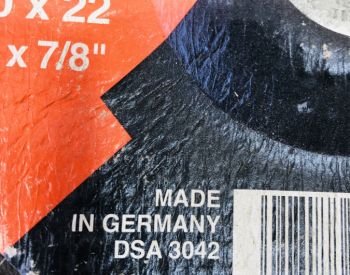 x 22
x 7/8"
MADE
IN GERMANY
DSA 3042